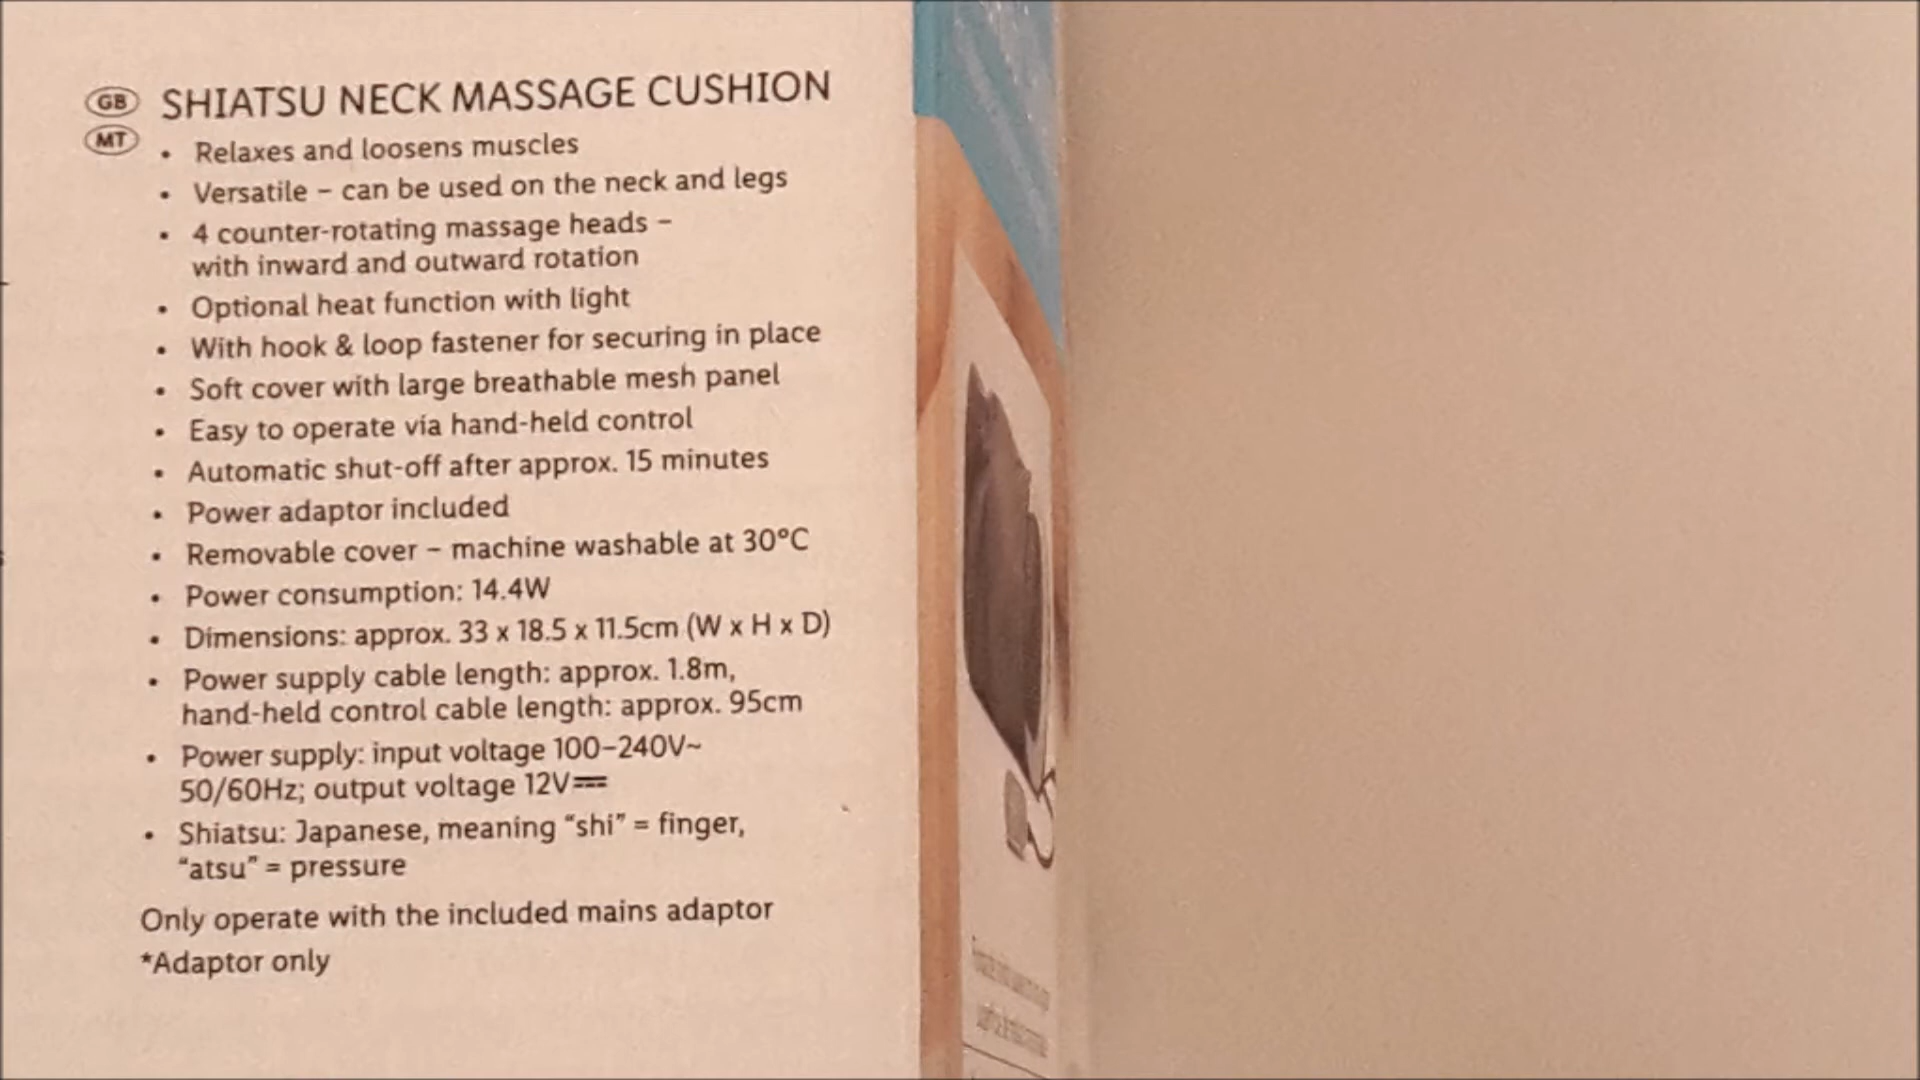 GB SHIATSU NECK MASSAGE CUSHION
MT
• Relaxes and loosens muscles
• Versatile – can be used on the neck and legs
• 4 counter-rotating massage heads –
with inward and outward rotation
• Optional heat function with light
• With hook & loop fastener for securing in place
• Soft cover with large breathable mesh panel
• Easy to operate via hand-held control
• Automatic shut-off after approx. 15 minutes
• Power adaptor included
• Removable cover – machine washable at 30°C
• Power consumption: 14.4W
• Dimensions: approx. 33 x 18.5 x 11.5cm (W x H x D)
• Power supply cable length: approx. 1.8m,
hand-held control cable length: approx. 95cm
• Power supply: input voltage 100–240V~
50/60Hz; output voltage 12V⎓
• Shiatsu: Japanese, meaning “shi” = finger,
“atsu” = pressure
Only operate with the included mains adaptor
*Adaptor only